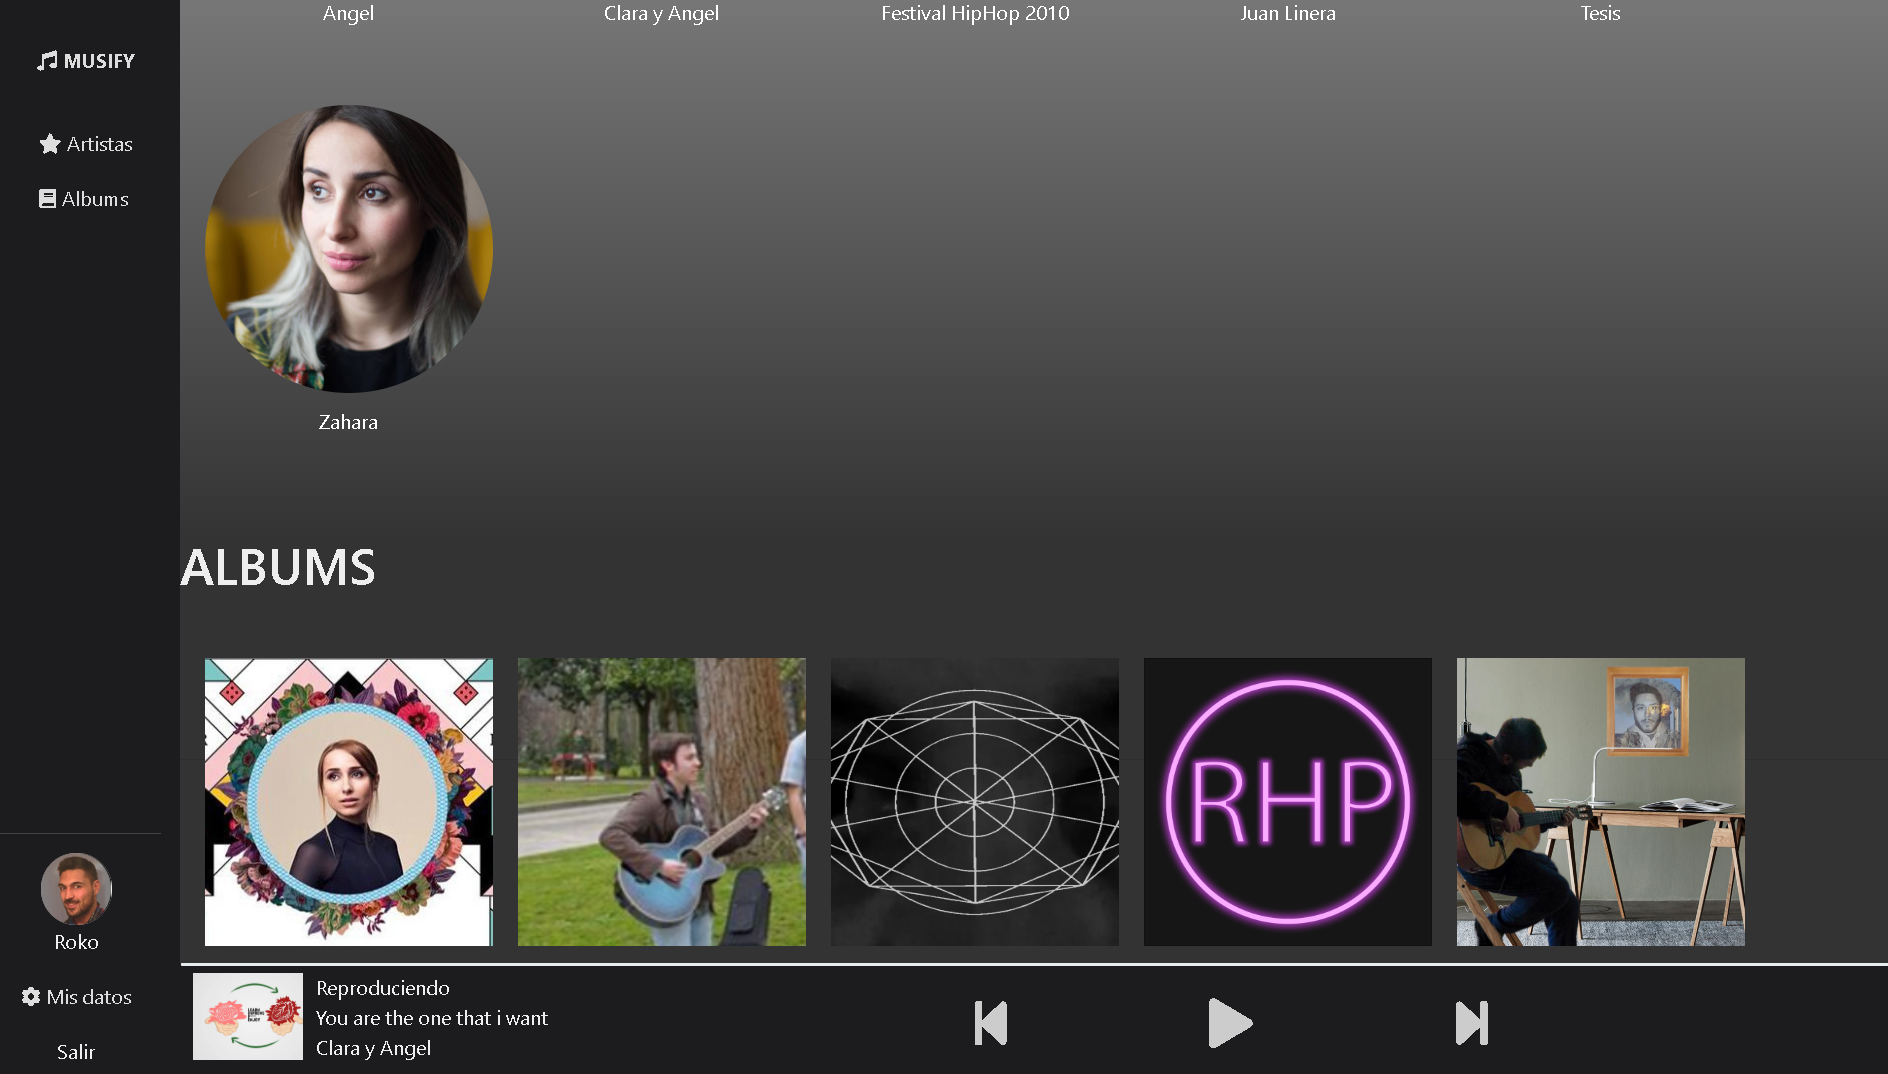 MUSIFY
Artistas
Albums
Roko
Mis datos
Salir
Angel
Clara y Angel
Festival HipHop 2010
Juan Linera
Tesis
Zahara
ALBUMS
RHP
Reproduciendo
You are the one that i want
Clara y Angel